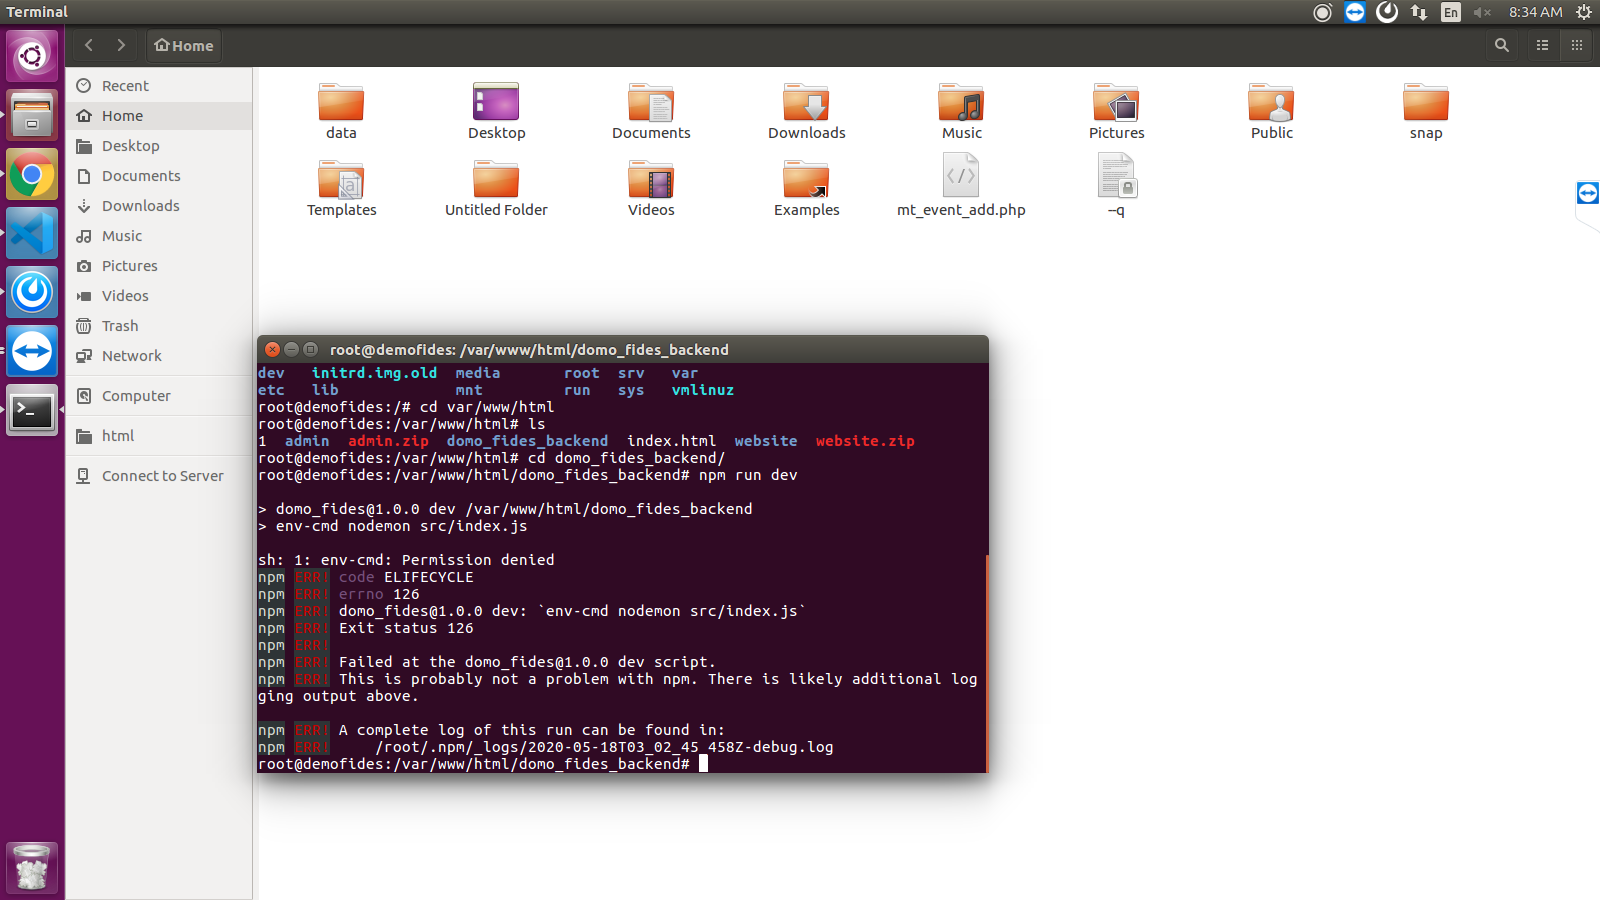 Terminal
En
8:34 AM
Home
Recent
Home
Desktop
Documents
Downloads
Music
Pictures
Videos
Trash
Network
Computer
html
Connect to Server
data
Desktop
Documents
Downloads
Music
Pictures
Public
snap
Templates
Untitled Folder
Videos
Examples
mt_event_add.php
--q
root@demofides: /var/www/html/domo_fides_backend
dev initrd.img.old media root srv var
etc lib mnt run sys vmlinuz
root@demofides:/# cd var/www/html
root@demofides:/var/www/html# ls
1 admin admin.zip domo_fides_backend index.html website website.zip
root@demofides:/var/www/html# cd domo_fides_backend/
root@demofides:/var/www/html/domo_fides_backend# npm run dev
> domo_fides@1.0.0 dev /var/www/html/domo_fides_backend
> env-cmd nodemon src/index.js
sh: 1: env-cmd: Permission denied
npm ERR! code ELIFECYCLE
npm ERR! errno 126
npm ERR! domo_fides@1.0.0 dev: `env-cmd nodemon src/index.js`
npm ERR! Exit status 126
npm ERR!
npm ERR! Failed at the domo_fides@1.0.0 dev script.
npm ERR! This is probably not a problem with npm. There is likely additional log
ging output above.
npm ERR! A complete log of this run can be found in:
npm ERR! /root/.npm/_logs/2020-05-18T03_02_45_458Z-debug.log
root@demofides:/var/www/html/domo_fides_backend#